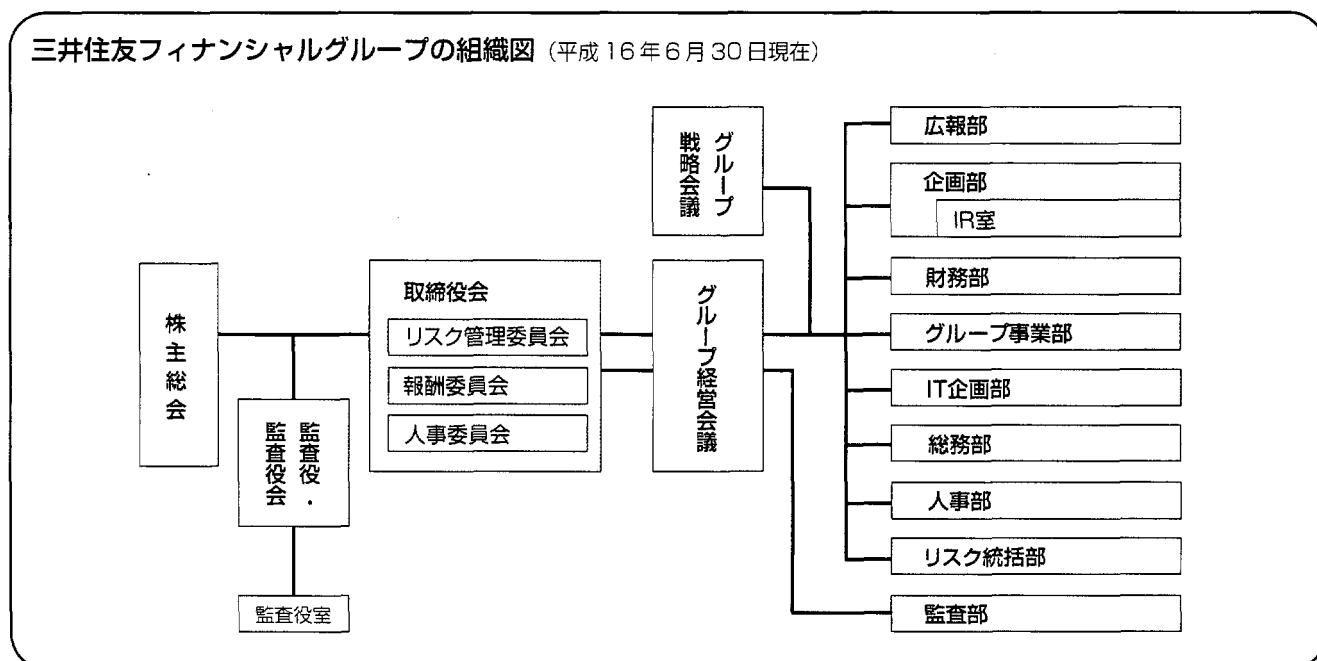 三井住友フィナンシャルグループの組織図（平成16年6月30日現在）
株主総会
監査役・
監査役会
監査役室
取締役会
リスク管理委員会
報酬委員会
人事委員会
グループ
戦略会議
グループ経営会議
広報部
企画部
IR室
財務部
グループ事業部
IT企画部
総務部
人事部
リスク統括部
監査部